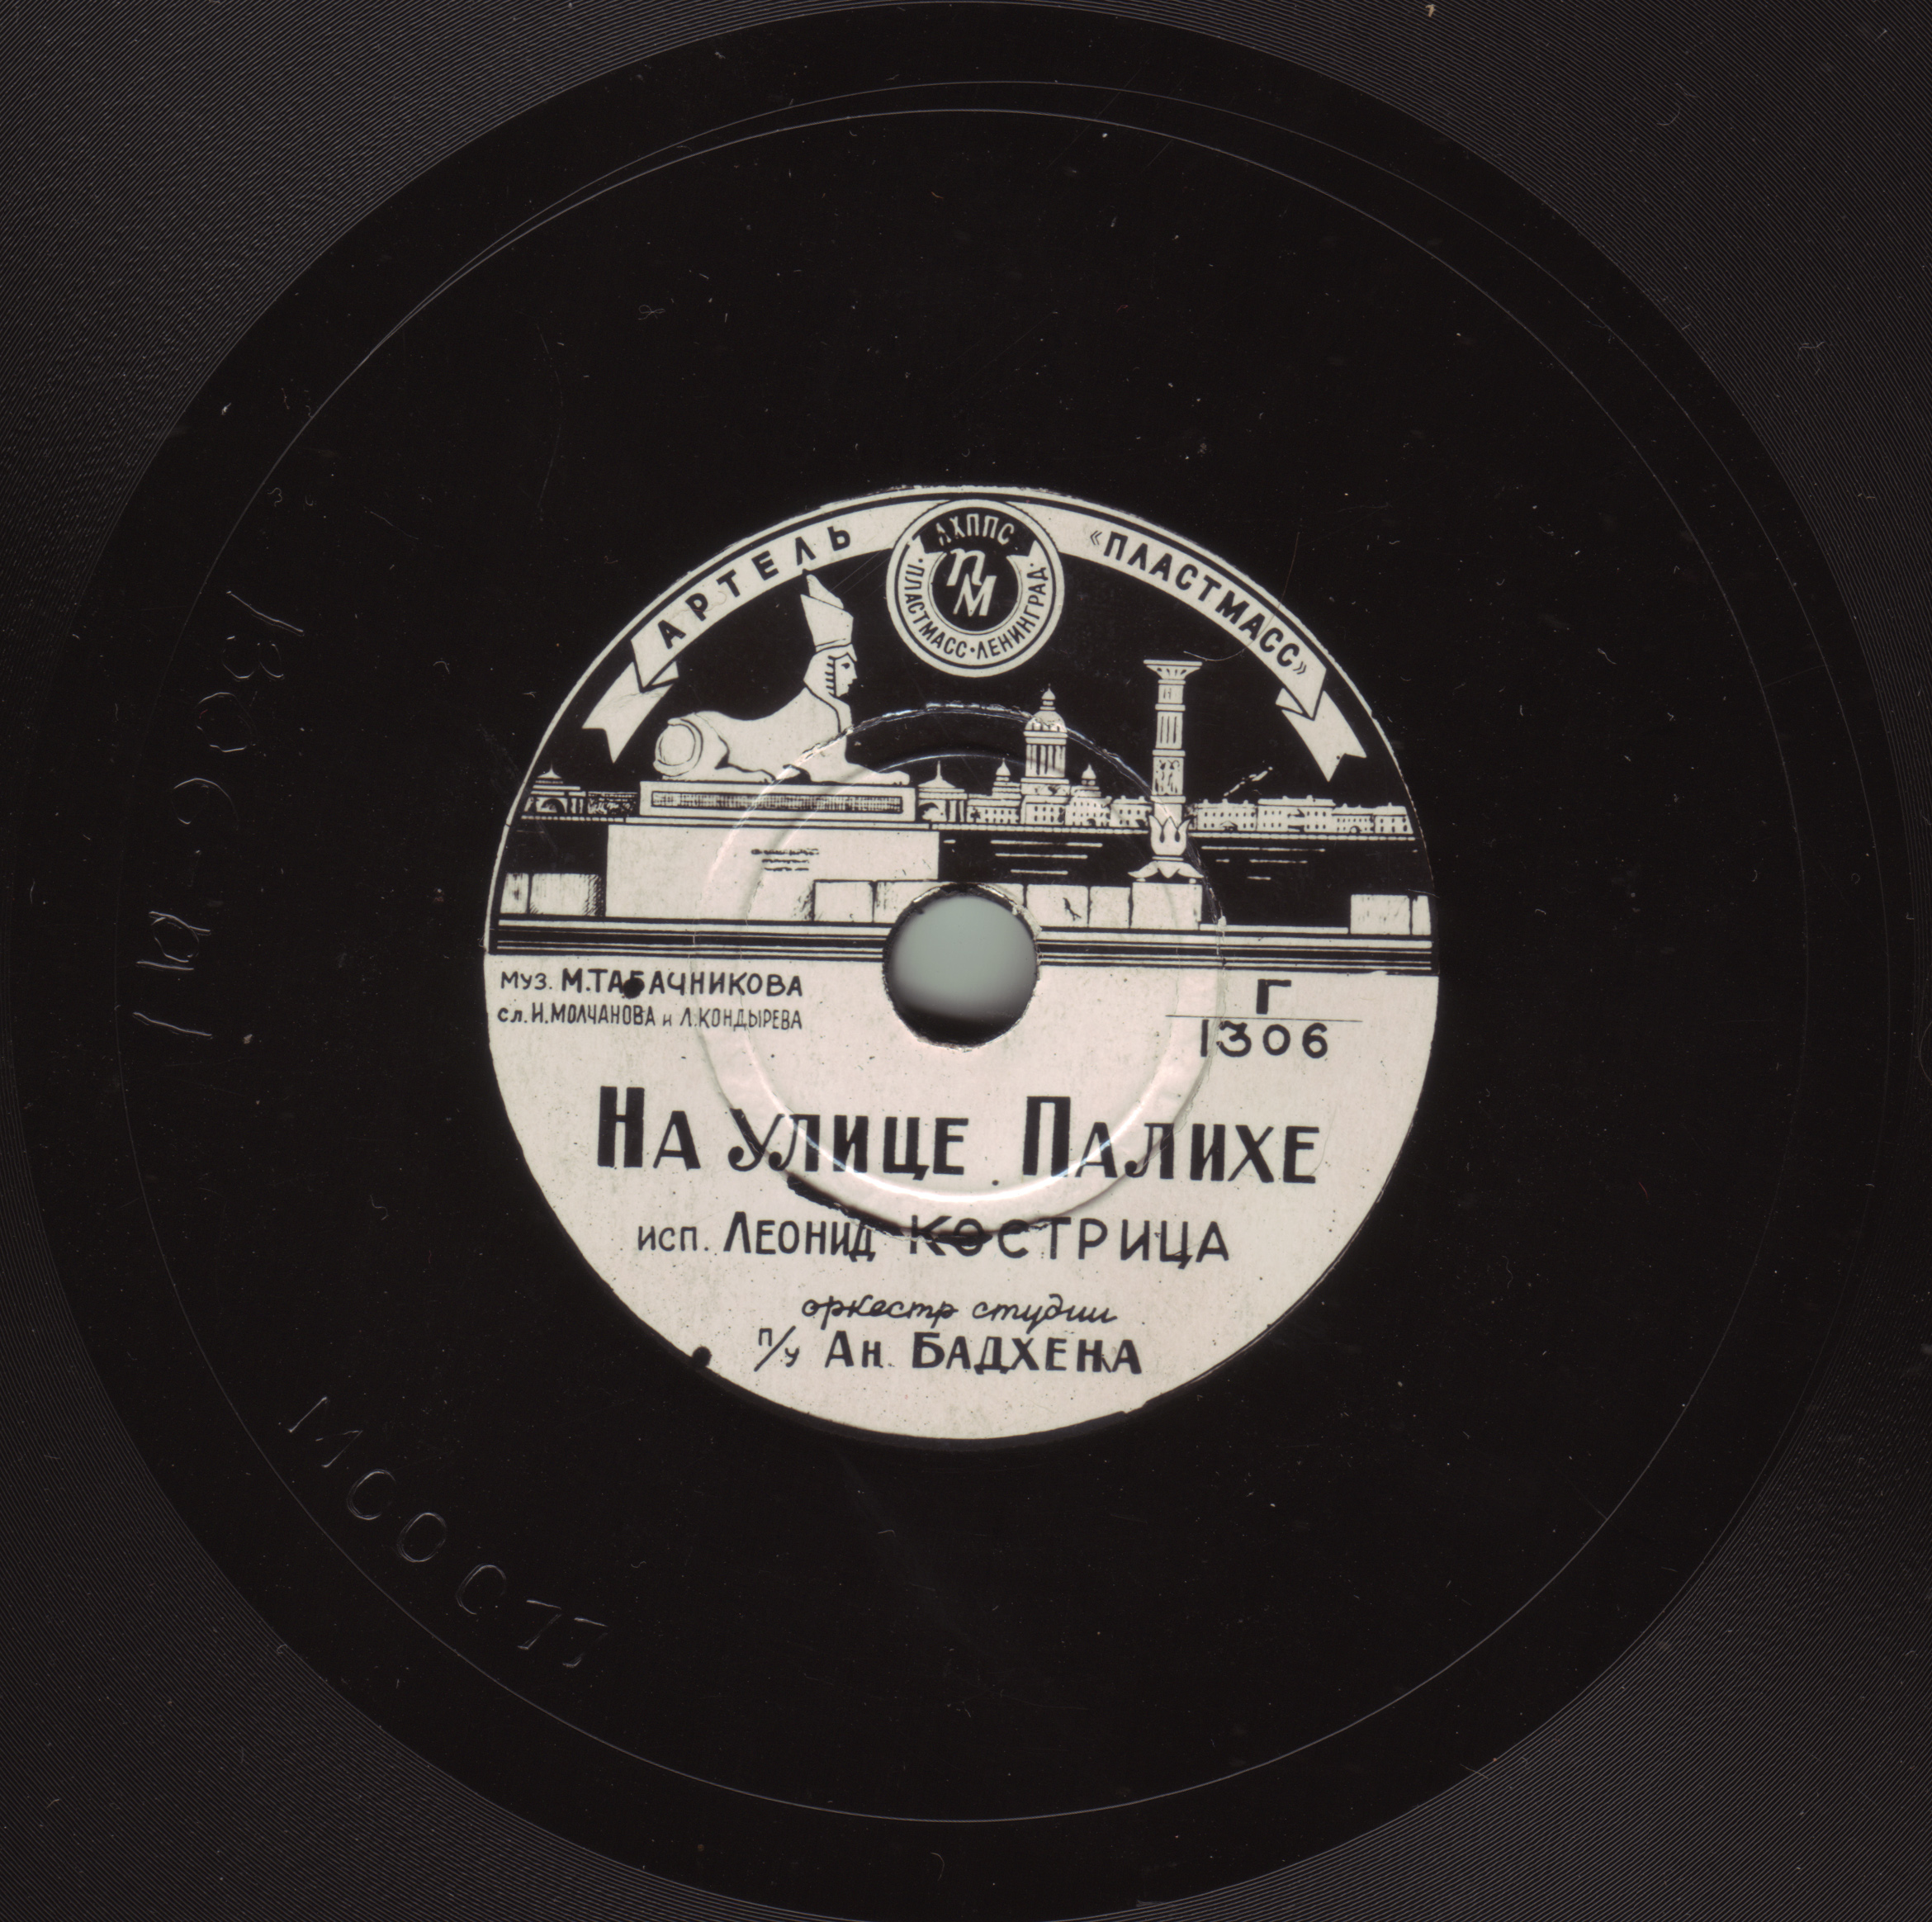 АРТЕЛЬ «ПЛАСТМАСС»
ЛХППС
ПМ
·ПЛАСТМАСС·ЛЕНИНГРАД·
МУЗ. М.ТАБАЧНИКОВА
СЛ. И.МОЛЧАНОВА И Л.КОНДЫРЕВА
Г
1306
НА УЛИЦЕ ПАЛИХЕ
ИСП. ЛЕОНИД КОСТРИЦА
оркестр студии
П/У АН. БАДХЕНА